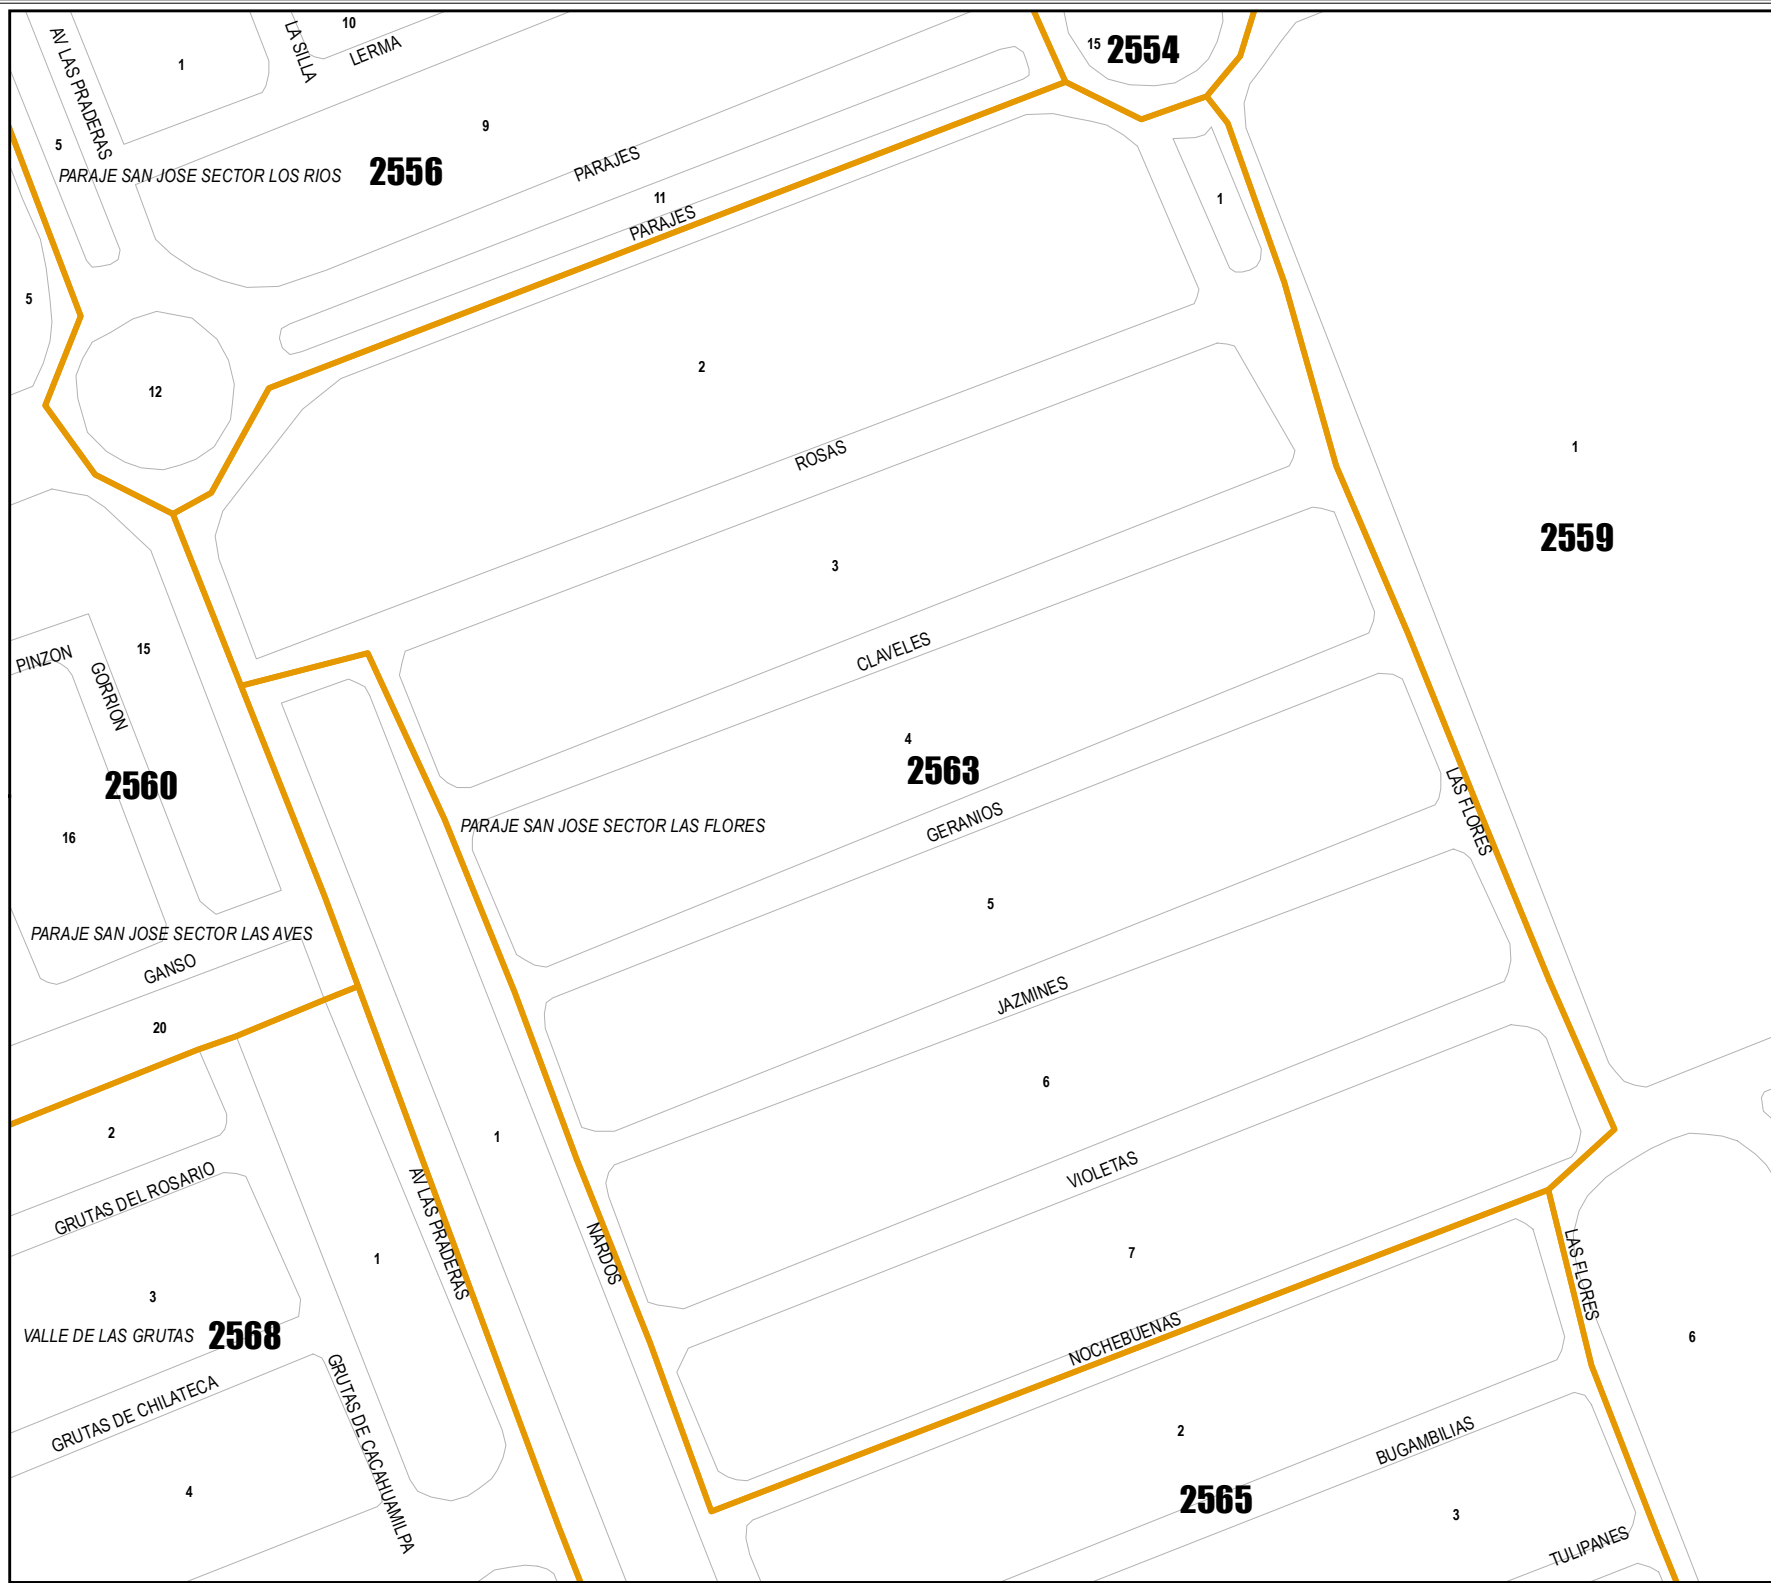 10
LA SILLA
LERMA
15
2554
AV LAS PRADERAS
1
9
5
PARAJE SAN JOSE SECTOR LOS RIOS
2556
PARAJES
11
PARAJES
1
5
12
2
1
ROSAS
2559
3
15
PINZON
GORRION
CLAVELES
4
2563
2560
LAS FLORES
PARAJE SAN JOSE SECTOR LAS FLORES
GERANIOS
16
5
PARAJE SAN JOSE SECTOR LAS AVES
GANSO
JAZMINES
20
6
2
1
VIOLETAS
GRUTAS DEL ROSARIO
AV LAS PRADERAS
NARDOS
1
7
LAS FLORES
3
VALLE DE LAS GRUTAS
2568
NOCHEBUENAS
6
GRUTAS DE CHILATECA
GRUTAS DE CACAHUAMILPA
2
BUGAMBILIAS
4
2565
3
TULIPANES